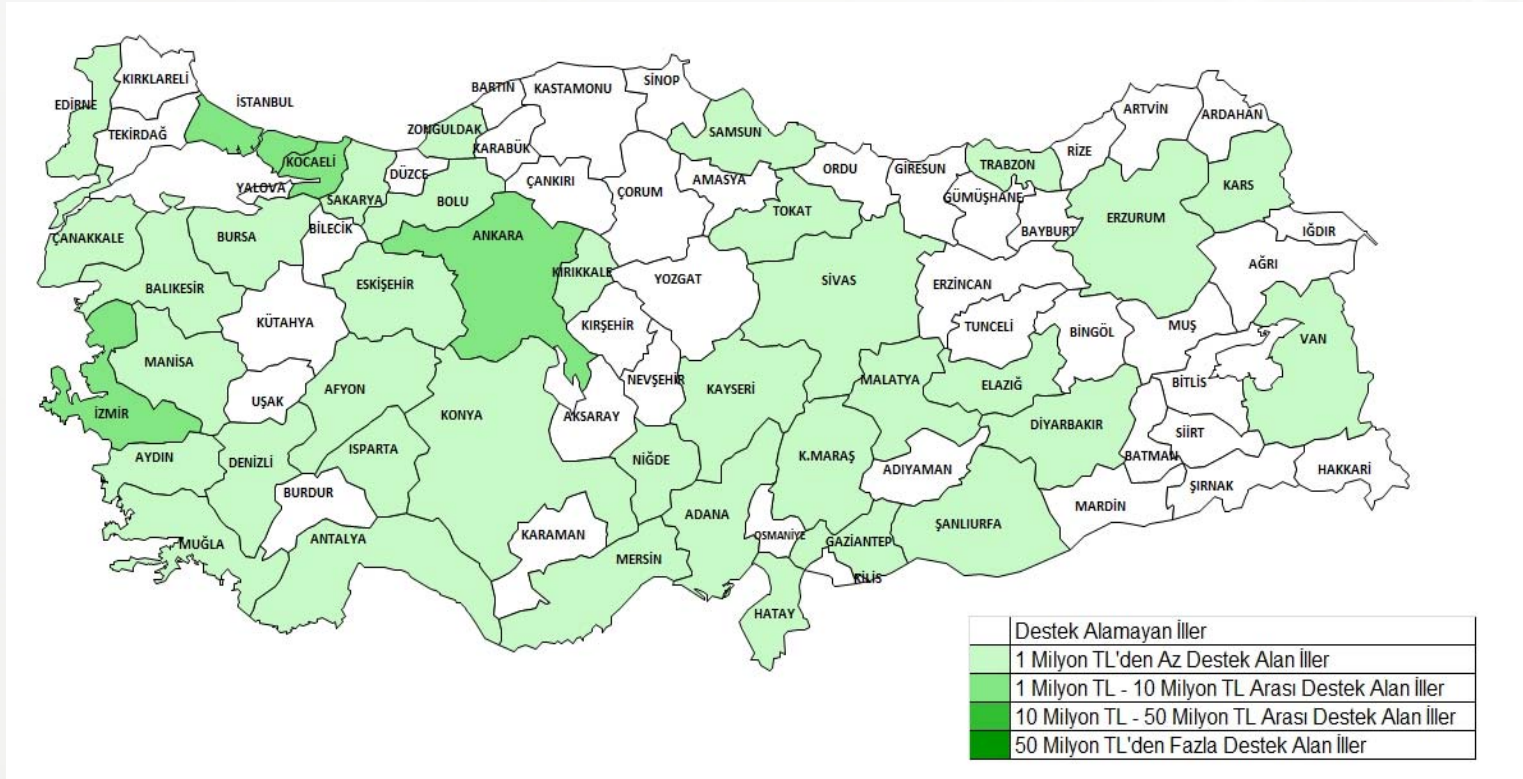 KIRKLARELİ
EDİRNE
İSTANBUL
TEKİRDAĞ
KOCAELİ
YALOVA
SAKARYA
DÜZCE
ZONGULDAK
BARTIN
KARABÜK
KASTAMONU
SİNOP
BOLU
ÇANKIRI
ÇORUM
SAMSUN
AMASYA
ORDU
GİRESUN
TRABZON
RİZE
ARTVİN
ARDAHAN
GÜMÜŞHANE
BAYBURT
ERZURUM
KARS
IĞDIR
AĞRI
ÇANAKKALE
BURSA
BİLECİK
BALIKESİR
ESKİŞEHİR
ANKARA
KIRIKKALE
YOZGAT
TOKAT
SİVAS
ERZİNCAN
TUNCELİ
BİNGÖL
MUŞ
VAN
KÜTAHYA
KIRŞEHİR
MANİSA
UŞAK
AFYON
KONYA
NEVŞEHİR
KAYSERİ
MALATYA
ELAZIĞ
BİTLİS
İZMİR
AKSARAY
AYDIN
DENİZLİ
ISPARTA
NİĞDE
K.MARAŞ
ADIYAMAN
DİYARBAKIR
BATMAN
SİİRT
HAKKARİ
BURDUR
MUĞLA
ANTALYA
KARAMAN
MERSİN
ADANA
OSMANİYE
GAZİANTEP
ŞANLIURFA
MARDİN
ŞIRNAK
KİLİS
HATAY
Destek Alamayan İller
1 Milyon TL'den Az Destek Alan İller
1 Milyon TL - 10 Milyon TL Arası Destek Alan İller
10 Milyon TL - 50 Milyon TL Arası Destek Alan İller
50 Milyon TL'den Fazla Destek Alan İller